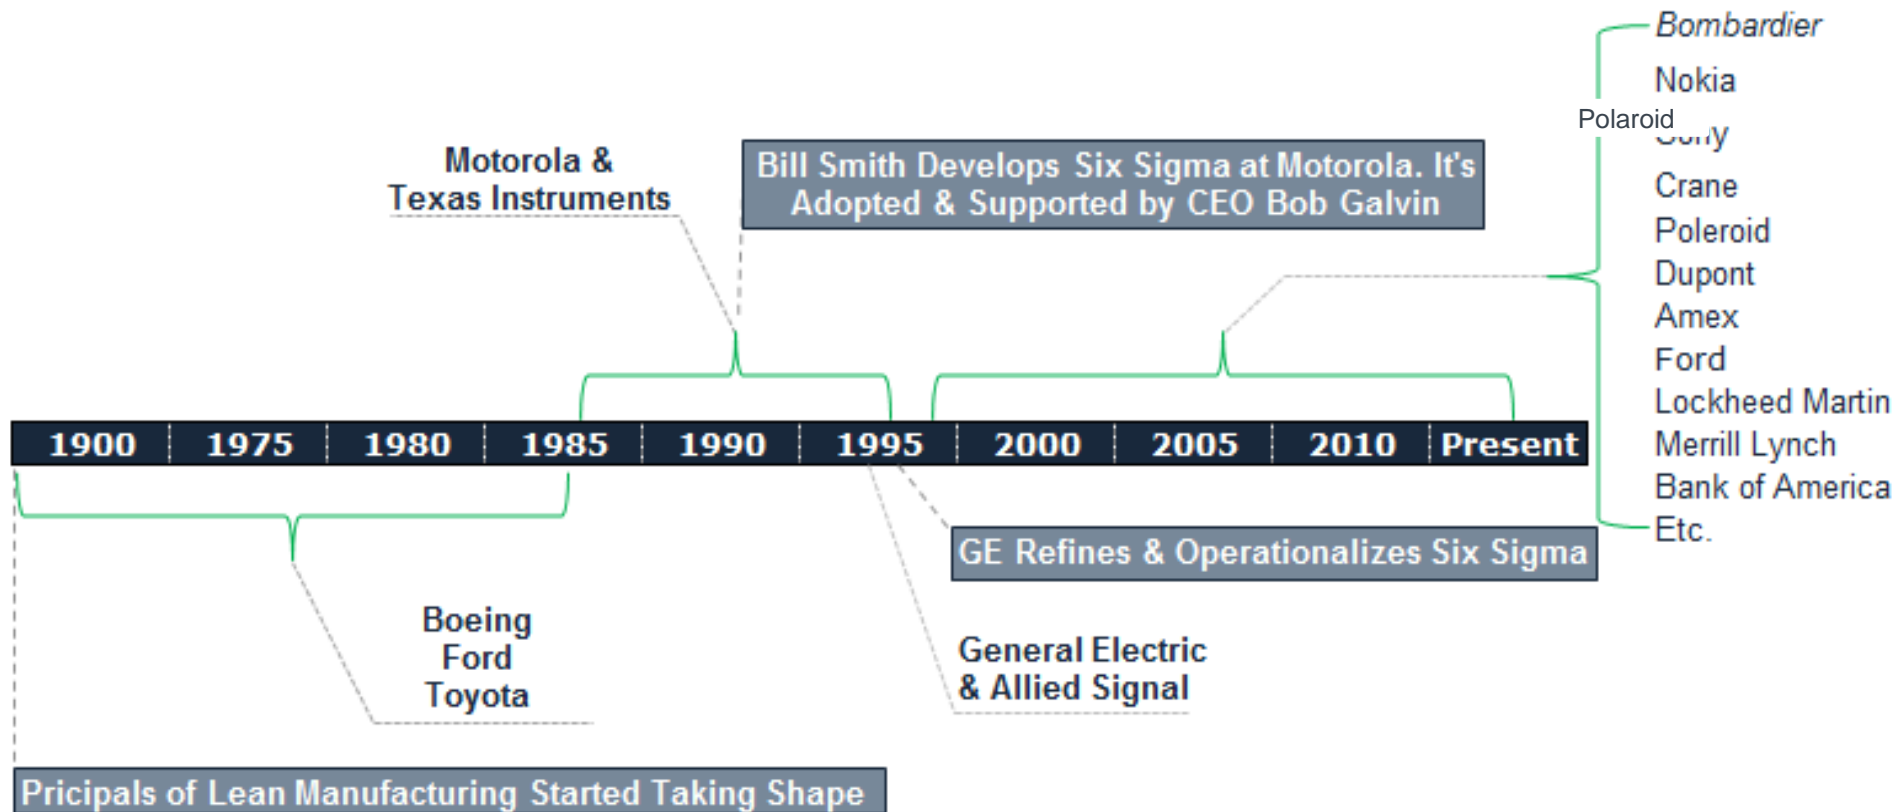 Bombardier
Nokia
Polaroid
Crane
Poleroid
Dupont
Amex
Ford
Lockheed Martin
Merrill Lynch
Bank of America
Etc.
Motorola &
Texas Instruments
Bill Smith Develops Six Sigma at Motorola. It's
Adopted & Supported by CEO Bob Galvin
1900 1975 1980 1985 1990 1995 2000 2005 2010 Present
GE Refines & Operationalizes Six Sigma
Boeing
Ford
Toyota
General Electric
& Allied Signal
Pricipals of Lean Manufacturing Started Taking Shape